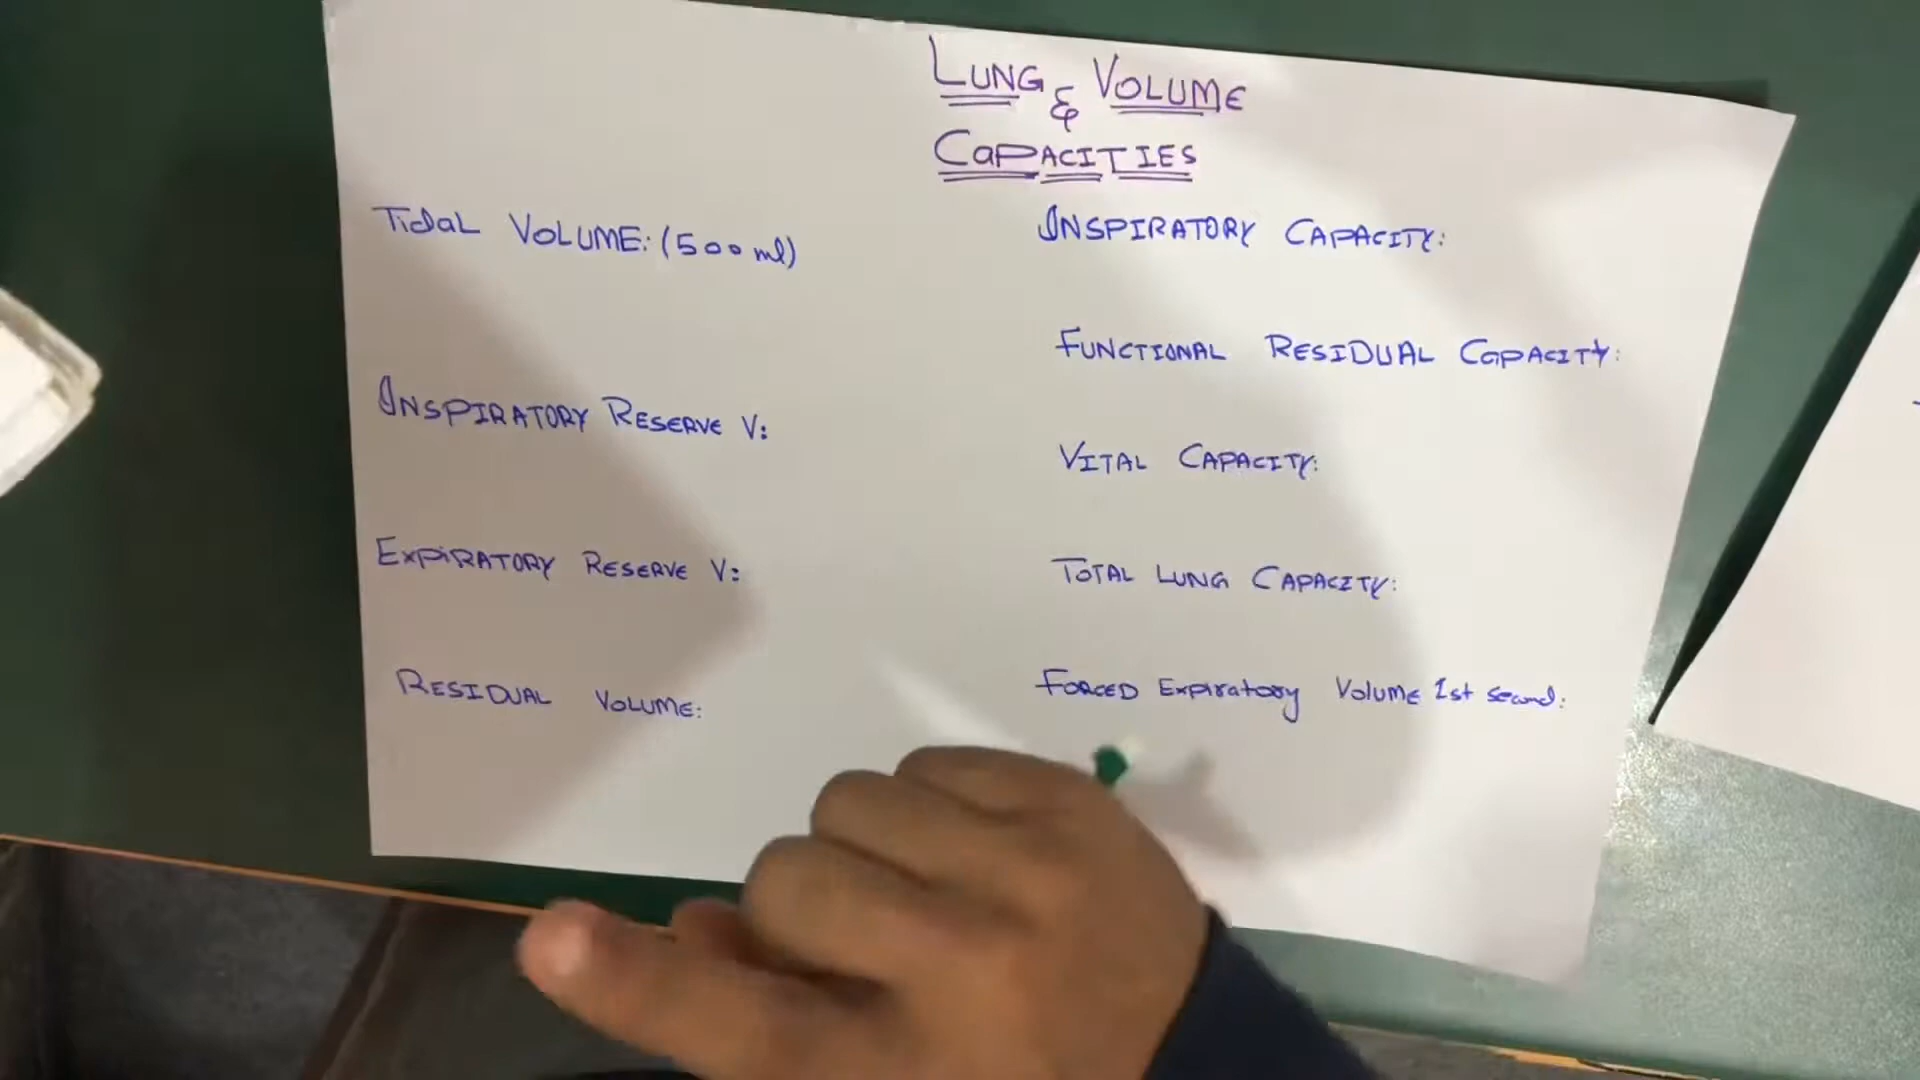 LUNG & VOLUME
CAPACITIES
Tidal VOLUME: (500 ml)
INSPIRATORY RESERVE V:
EXPIRATORY RESERVE V:
RESIDUAL VOLUME:
INSPIRATORY CAPACITY:
FUNCTIONAL RESIDUAL CAPACITY:
VITAL CAPACITY:
TOTAL LUNG CAPACITY:
FORCED Expiratory Volume 1st second: